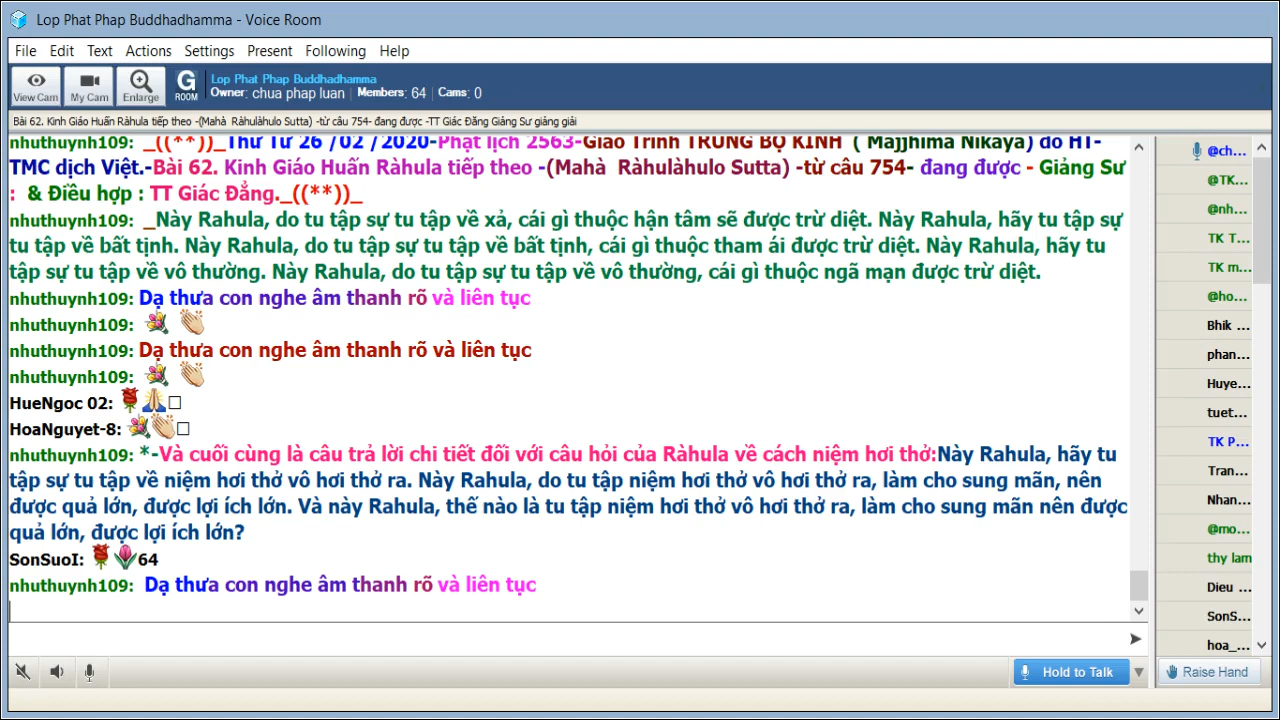 Lop Phat Phap Buddhadhamma - Voice Room
File Edit Text Actions Settings Present Following Help
View Cam My Cam Enlarge G ROOM
Lop Phat Phap Buddhadhamma
Owner: chua phap luan Members: 64 Cams: 0
Bài 62. Kinh Giáo Huấn Ràhula tiếp theo -(Mahà Ràhulàhulo Sutta) -từ câu 754- đang được -TT Giác Đẳng Giảng Sư giảng giải
_((**))_Thứ Tư 26 /02 /2020-Phật lịch 2563-Giáo Trình TRUNG BỘ KINH ( Majjhima Nikaya) do HT-
TMC dịch Việt.-Bài 62. Kinh Giáo Huấn Ràhula tiếp theo -(Mahà Ràhulàhulo Sutta) -từ câu 754- đang được - Giảng Sư
: & Điều hợp : TT Giác Đẳng._((**))_
nhuthuynh109: _Này Rahula, do tu tập sự tu tập về xả, cái gì thuộc hận tâm sẽ được trừ diệt. Này Rahula, hãy tu tập sự
tu tập về bất tịnh. Này Rahula, do tu tập sự tu tập về bất tịnh, cái gì thuộc tham ái được trừ diệt. Này Rahula, hãy tu
tập sự tu tập về vô thường. Này Rahula, do tu tập sự tu tập về vô thường, cái gì thuộc ngã mạn được trừ diệt.
nhuthuynh109: Dạ thưa con nghe âm thanh rõ và liên tục
nhuthuynh109:
nhuthuynh109: Dạ thưa con nghe âm thanh rõ và liên tục
nhuthuynh109:
HueNgoc 02:
HoaNguyet-8:
nhuthuynh109: *-Và cuối cùng là câu trả lời chi tiết đối với câu hỏi của Ràhula về cách niệm hơi thở:Này Rahula, hãy tu
tập sự tu tập về niệm hơi thở vô hơi thở ra. Này Rahula, do tu tập niệm hơi thở vô hơi thở ra, làm cho sung mãn, nên
được quả lớn, được lợi ích lớn. Và này Rahula, thế nào là tu tập niệm hơi thở vô hơi thở ra, làm cho sung mãn nên được
quả lớn, được lợi ích lớn?
SonSuoI: 64
nhuthuynh109: Dạ thưa con nghe âm thanh rõ và liên tục
@ch...
@TK...
@nh...
TK T...
TK m...
@ho...
Bhik ...
phan...
Huye...
tuet...
TK P...
Tran...
Nhan...
@mo...
thy lam
Dieu ...
SonS...
hoa_...
Hold to Talk
Raise Hand